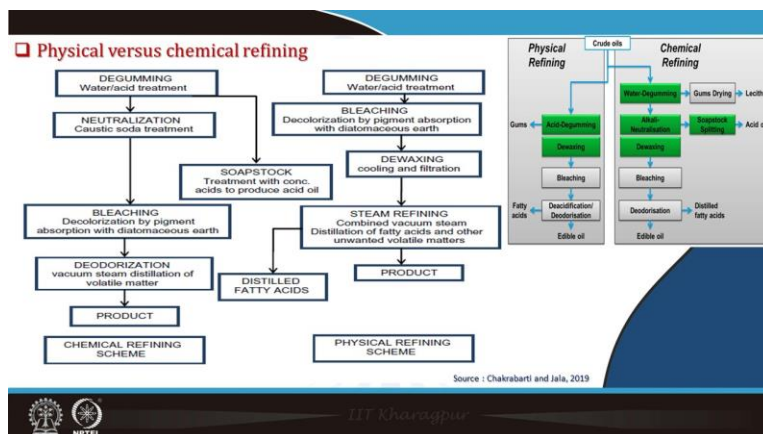 Physical versus chemical refining
DEGUMMING
Water/acid treatment
NEUTRALIZATION
Caustic soda treatment
SOAPSTOCK
Treatment with conc.
acids to produce acid oil
BLEACHING
Decolorization by pigment
absorption with diatomaceous earth
DEODORIZATION
vacuum steam distillation of
volatile matter
PRODUCT
CHEMICAL REFINING
SCHEME
DEGUMMING
Water/acid treatment
BLEACHING
Decolorization by pigment absorption
with diatomaceous earth
DEWAXING
cooling and filtration
STEAM REFINING
Combined vacuum steam
Distillation of fatty acids and other
unwanted volatile matters
DISTILLED
FATTY ACIDS
PRODUCT
PHYSICAL REFINING
SCHEME
Crude oils
Physical
Refining
Gums
Acid-Degumming
Dewaxing
Bleaching
Fatty
acids
Deacidification/
Deodorisation
Edible oil
Chemical
Refining
Water-Degumming
Gums Drying
Lecith
Alkali-
Neutralisation
Soapstock
Splitting
Acid o
Dewaxing
Bleaching
Deodorisation
Distilled
fatty acids
Edible oil
Source : Chakrabarti and Jala, 2019
IIT Kharagpur
NPTEL